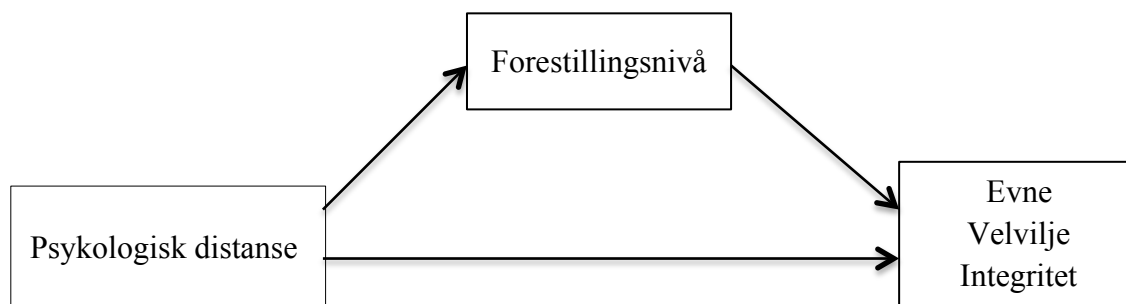 Forestillingsnivå
Psykologisk distanse
Evne
Velvilje
Integritet